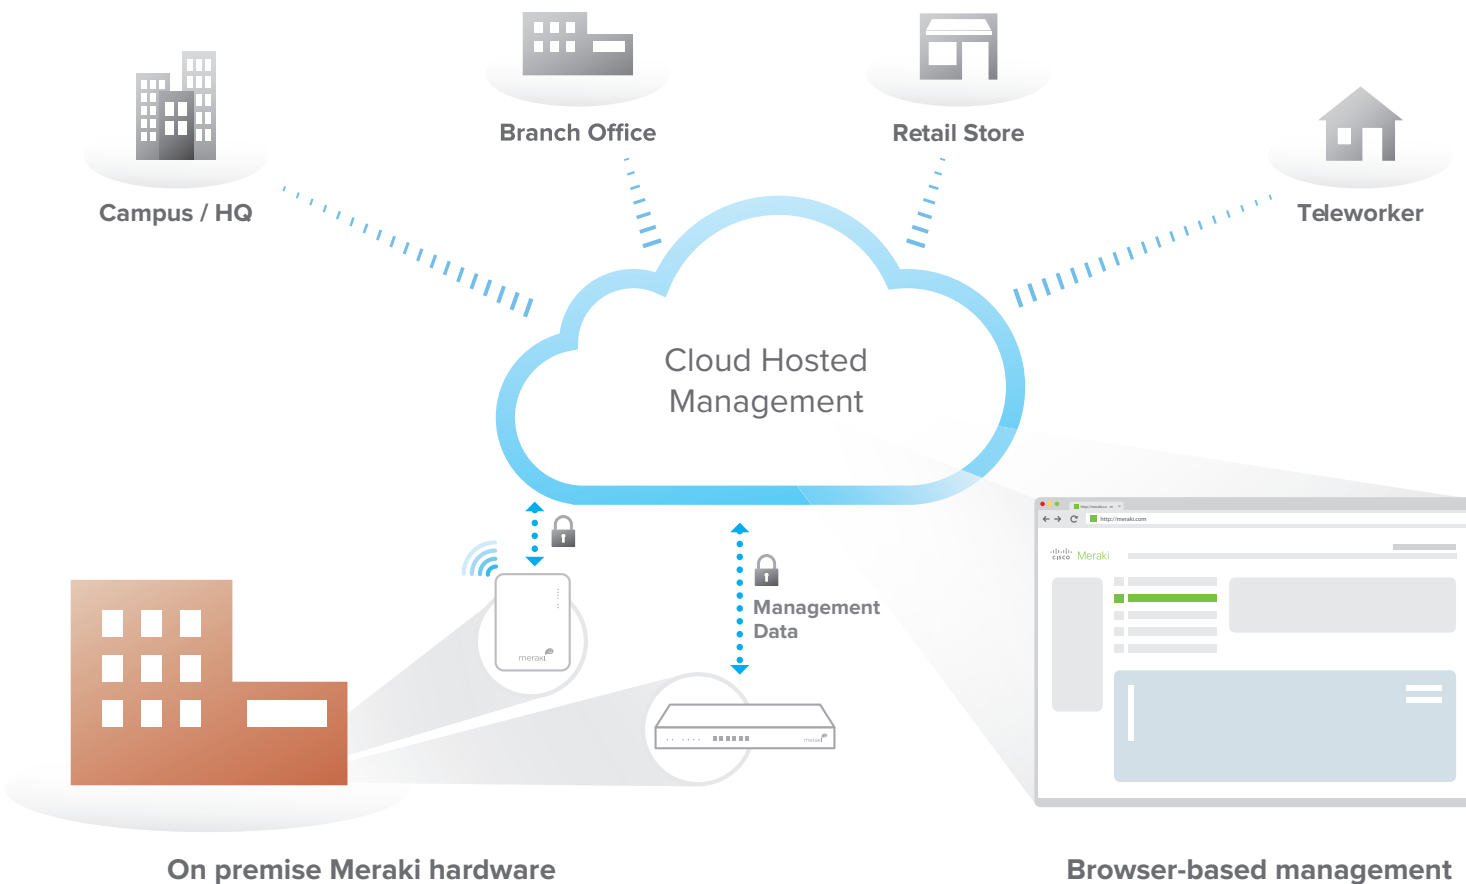 Branch Office
Retail Store
Campus / HQ
Teleworker
Cloud Hosted
Management
Management
Data
meraki
meraki
http://meraki.com
CISCO Meraki
On premise Meraki hardware
Browser-based management